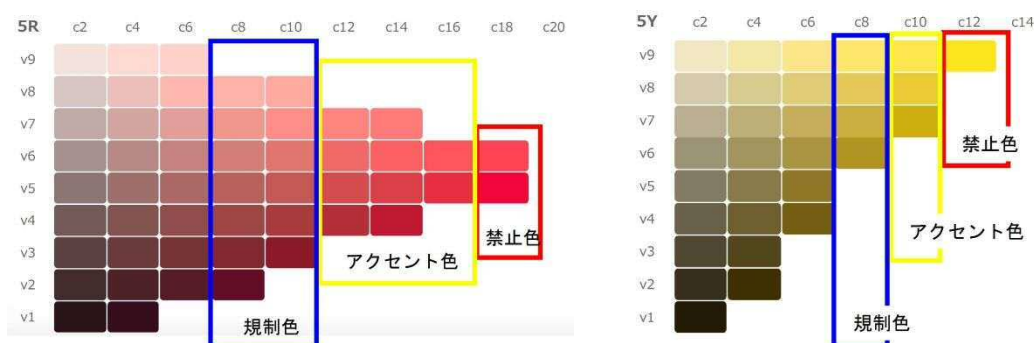 5R c2 c4 c6 c8 c10 c12 c14 c16 c18 c20
v9
v8
v7
v6
v5
v4
v3
v2
v1
禁止色
アクセント色
規制色
5Y c2 c4 c6 c8 c10 c12 c14
v9
v8
v7
v6
v5
v4
v3
v2
v1
禁止色
アクセント色
規制色